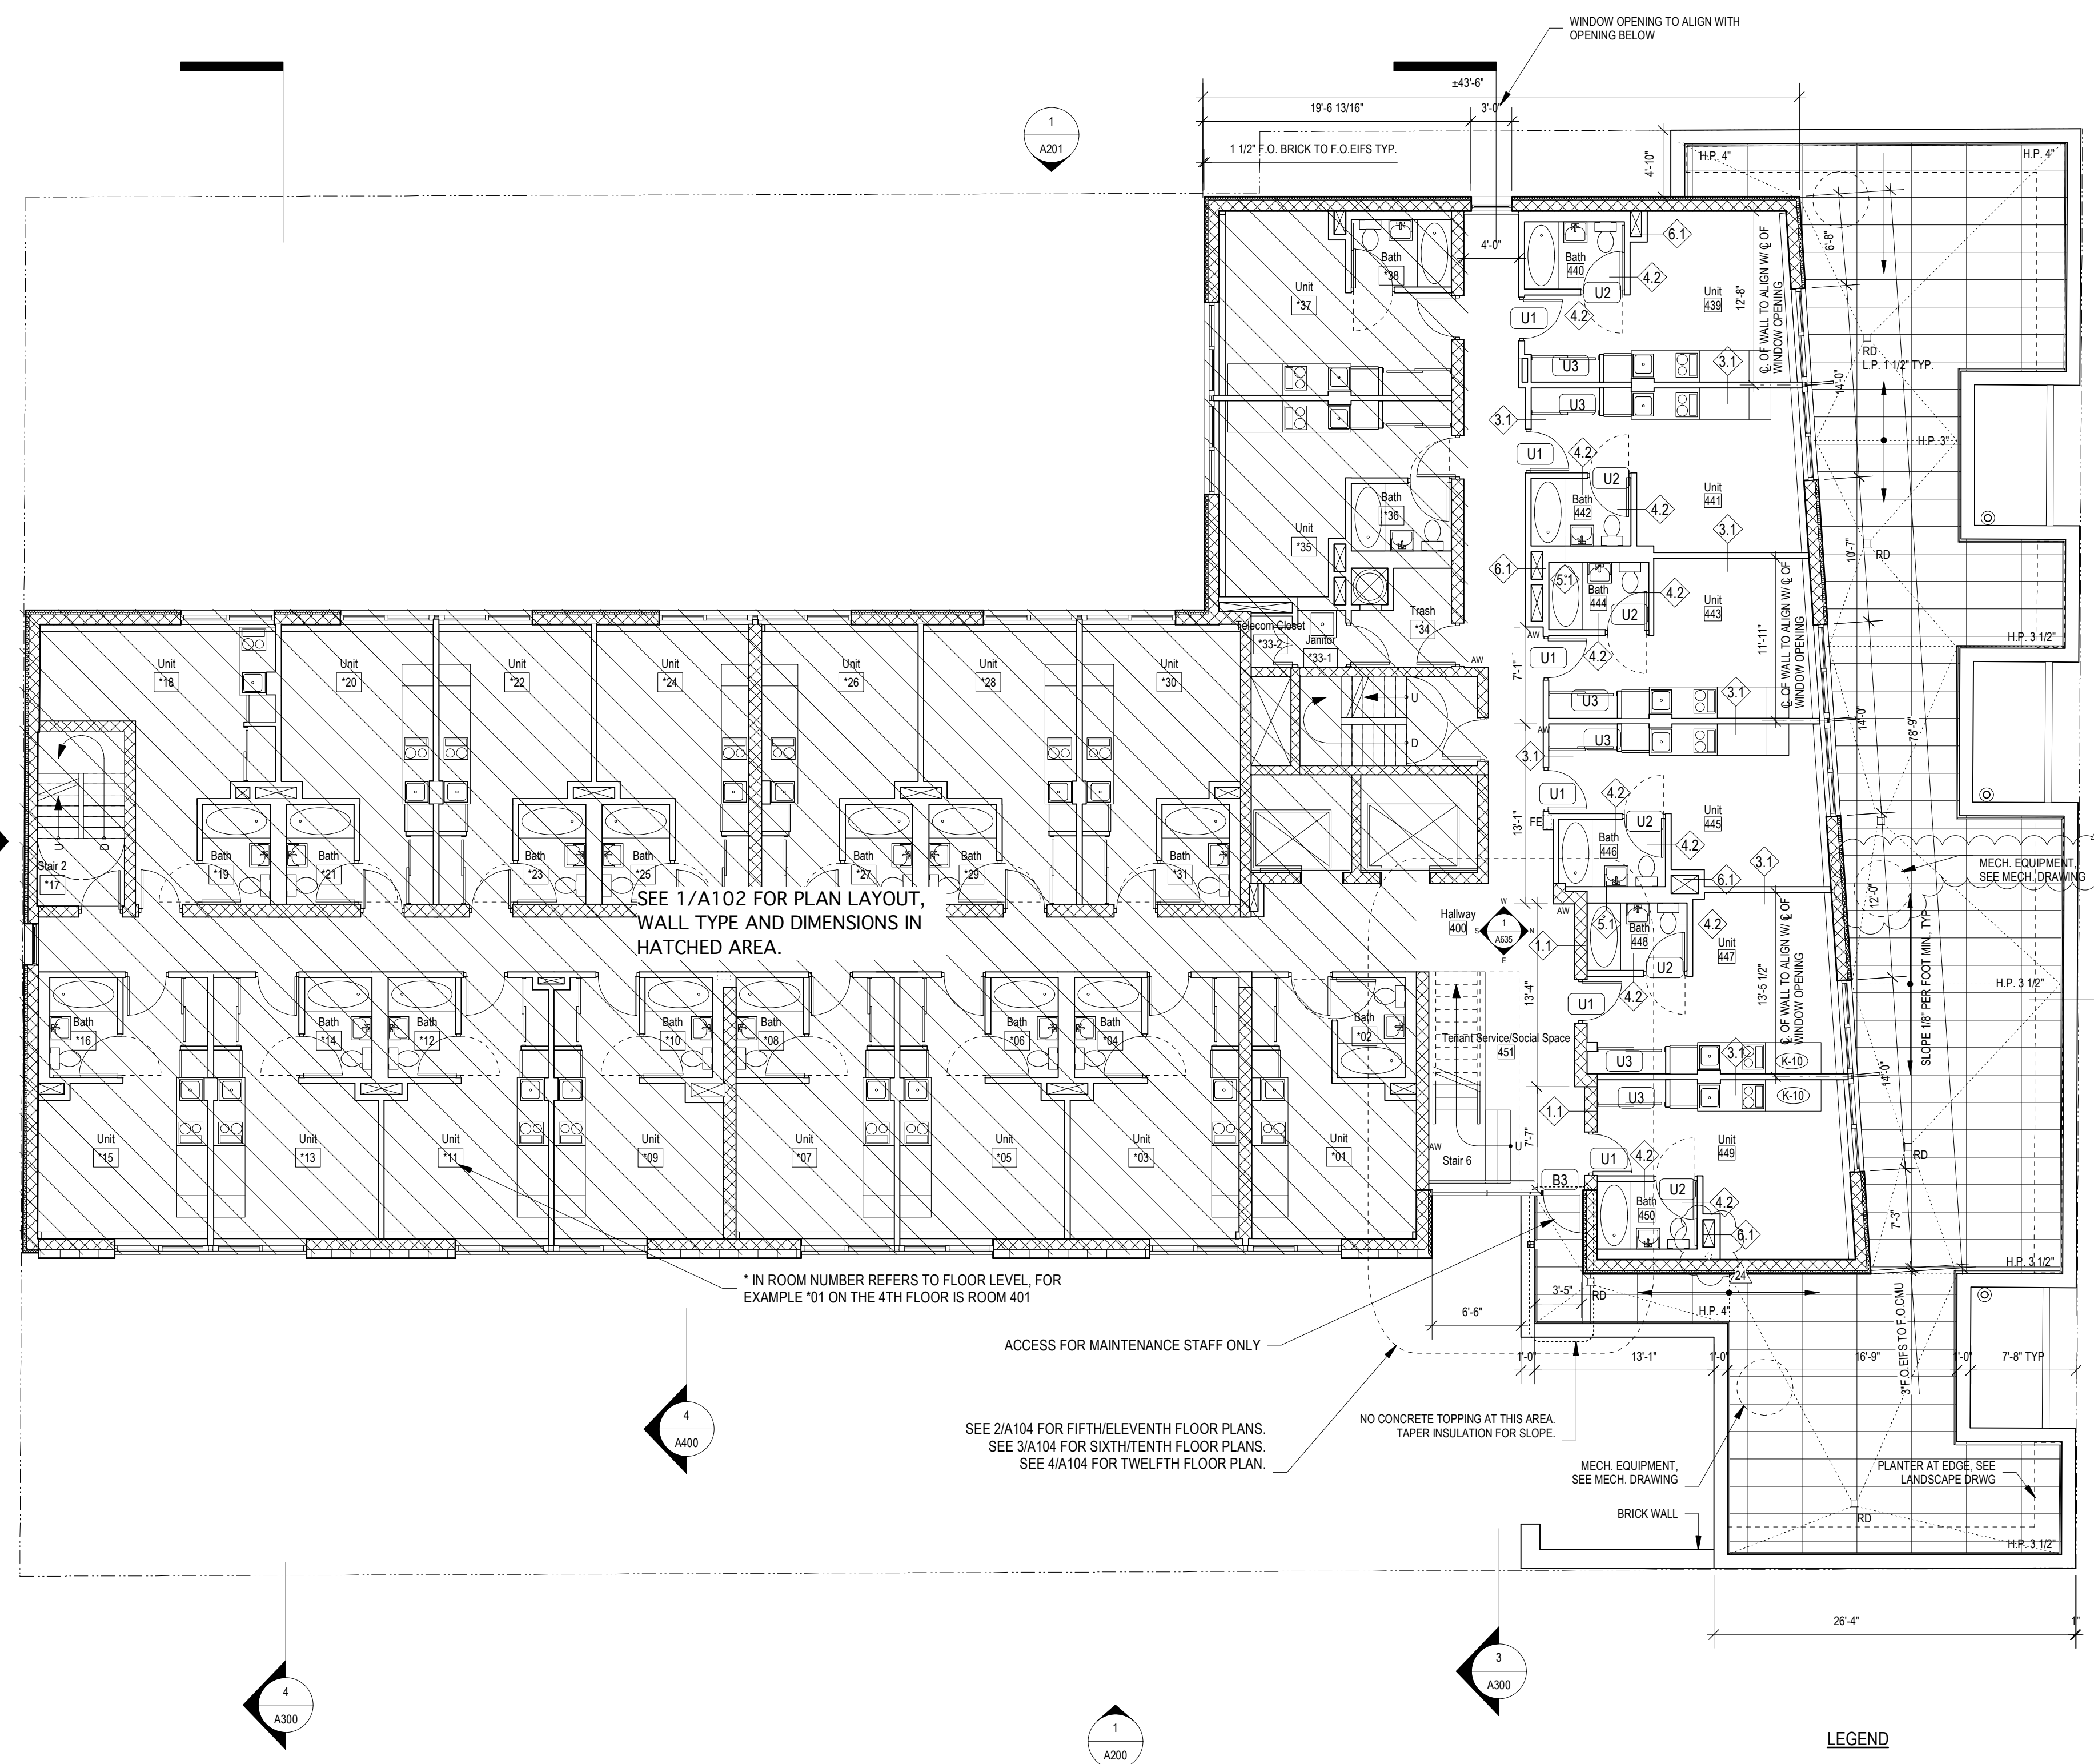 WINDOW OPENING TO ALIGN WITH
OPENING BELOW
±43'-6"
19'-6 13/16"
3'-0"
1
A201
1 1/2" F.O. BRICK TO F.O.EIFS TYP.
4'-10"
H.P. 4"
H.P. 4"
4'-0"
6.1
6'-8"
Bath
*38
Bath
440
4.2
Unit
*37
U2
Unit
439
12'-8"
℄ OF WALL TO ALIGN W/ ℄ OF
WINDOW OPENING
U1
4.2
RD
L.P. 1 1/2" TYP.
U3
3.1
14'-0"
U3
3.1
H.P. 3"
U1
4.2
U2
Bath
*36
Bath
442
Unit
441
4.2
3.1
Unit
*35
10'-7"
RD
6.1
5.1
Bath
444
4.2
U2
Unit
443
11'-11"
℄ OF WALL TO ALIGN W/ ℄ OF
WINDOW OPENING
Trash
*34
Telecom Closet
*33-2
Janitor
*33-1
AW
AW
H.P. 3 1/2"
U1
4.2
7'-1"
Unit
*18
Unit
*20
Unit
*22
Unit
*24
Unit
*26
Unit
*28
Unit
*30
U
D
U3
3.1
14'-0"
78'-9"
AW
U3
3.1
U1
4.2
13'-1"
FE
U2
Unit
445
Bath
446
4.2
3.1
MECH. EQUIPMENT,
SEE MECH. DRAWING
6.1
12'-0"
U
D
Stair 2
*17
Bath
*19
Bath
*21
Bath
*23
Bath
*25
Bath
*27
Bath
*29
Bath
*31
SEE 1/A102 FOR PLAN LAYOUT,
WALL TYPE AND DIMENSIONS IN
HATCHED AREA.
Hallway
400
W
S
N
E
1
A635
AW
1.1
5.1
Bath
448
4.2
U2
Unit
447
13'-5 1/2"
℄ OF WALL TO ALIGN W/ ℄ OF
WINDOW OPENING
SLOPE 1/8" PER FOOT MIN., TYP.
H.P. 3 1/2"
U1
4.2
13'-4"
Bath
*16
Bath
*14
Bath
*12
Bath
*10
Bath
*08
Bath
*06
Bath
*04
Bath
*02
Tenant Service/Social Space
451
U3
3.1
K-10
14'-0"
U3
K-10
1.1
7'-7"
Unit
*15
Unit
*13
Unit
*11
Unit
*09
Unit
*07
Unit
*05
Unit
*03
Unit
*01
AW
Stair 6
U
U1
4.2
Unit
449
RD
B3
U2
4.2
Bath
450
6.1
7'-3"
H.P. 3 1/2"
* IN ROOM NUMBER REFERS TO FLOOR LEVEL, FOR
EXAMPLE *01 ON THE 4TH FLOOR IS ROOM 401
24
3'-5"
RD
6'-6"
H.P. 4"
ACCESS FOR MAINTENANCE STAFF ONLY
3"F.O.EIFS TO F.O.CMU
1'-0"
13'-1"
1'-0"
16'-9"
1'-0"
7'-8" TYP
4
A400
SEE 2/A104 FOR FIFTH/ELEVENTH FLOOR PLANS.
SEE 3/A104 FOR SIXTH/TENTH FLOOR PLANS.
SEE 4/A104 FOR TWELFTH FLOOR PLAN.
NO CONCRETE TOPPING AT THIS AREA.
TAPER INSULATION FOR SLOPE.
MECH. EQUIPMENT,
SEE MECH. DRAWING
PLANTER AT EDGE, SEE
LANDSCAPE DRWG
BRICK WALL
RD
H.P. 3 1/2"
26'-4"
1"
4
A300
3
A300
1
A200
LEGEND